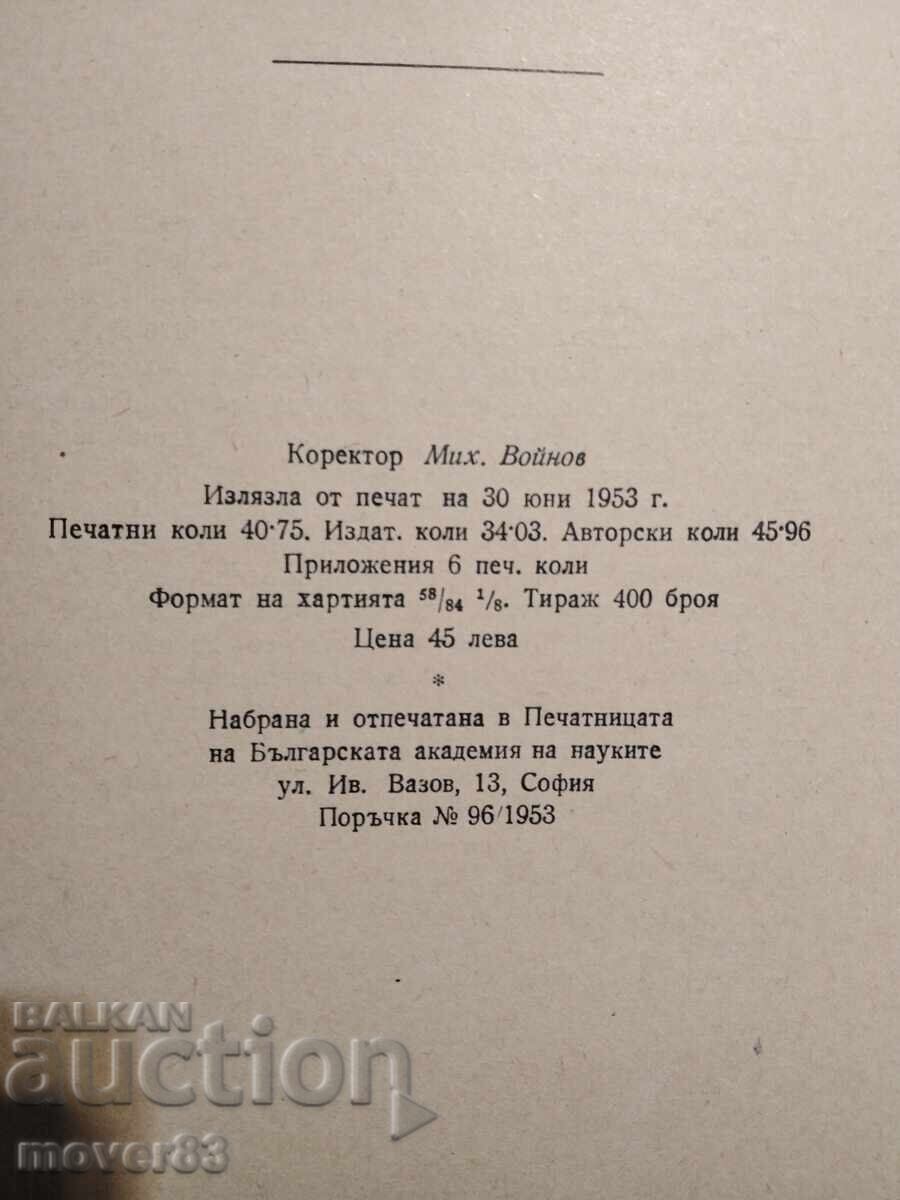 Коректор Мих. Войнов
Излязла от печат на 30 юни 1953 г.
Печатни коли 40·75. Издат. коли 34·03. Авторски коли 45·96
Приложения 6 печ. коли
Формат на хартията ⁵⁸/₈₄ ¹/₈. Тираж 400 броя
Цена 45 лева
*
Набрана и отпечатана в Печатницата
на Българската академия на науките
ул. Ив. Вазов, 13, София
Поръчка № 96/1953
BALKAN
auction
mover83